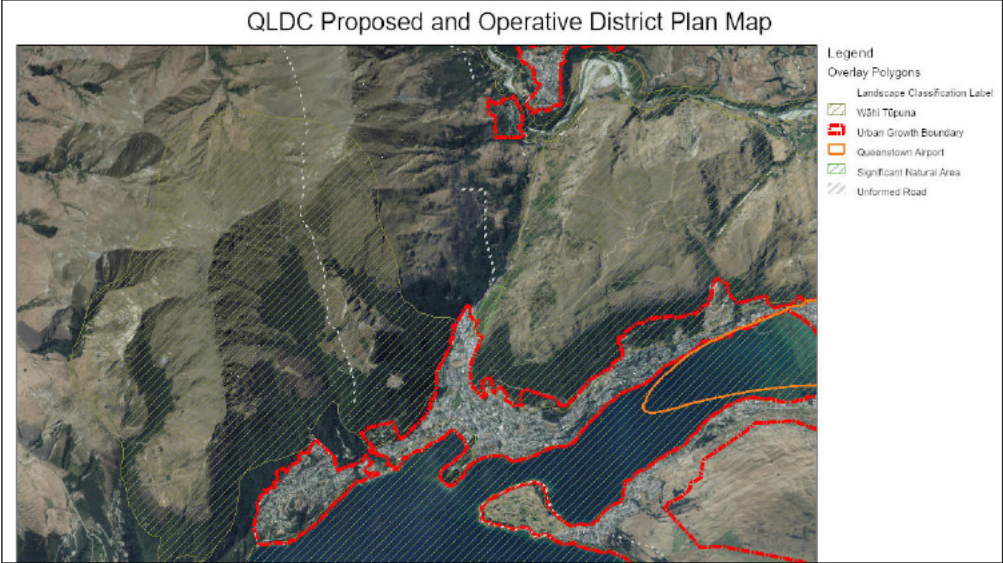 QLDC Proposed and Operative District Plan Map
Legend
Overlay Polygons
Landscape Classification Label
Wāhi Tūpuna
Urban Growth Boundary
Queenstown Airport
Significant Natural Area
Unformed Road